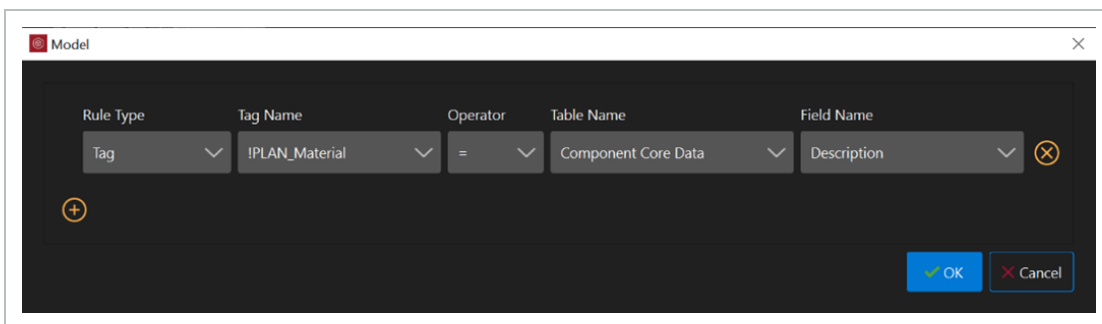 Model
Rule Type Tag Name Operator Table Name Field Name
Tag !PLAN_Material = Component Core Data Description
OK Cancel